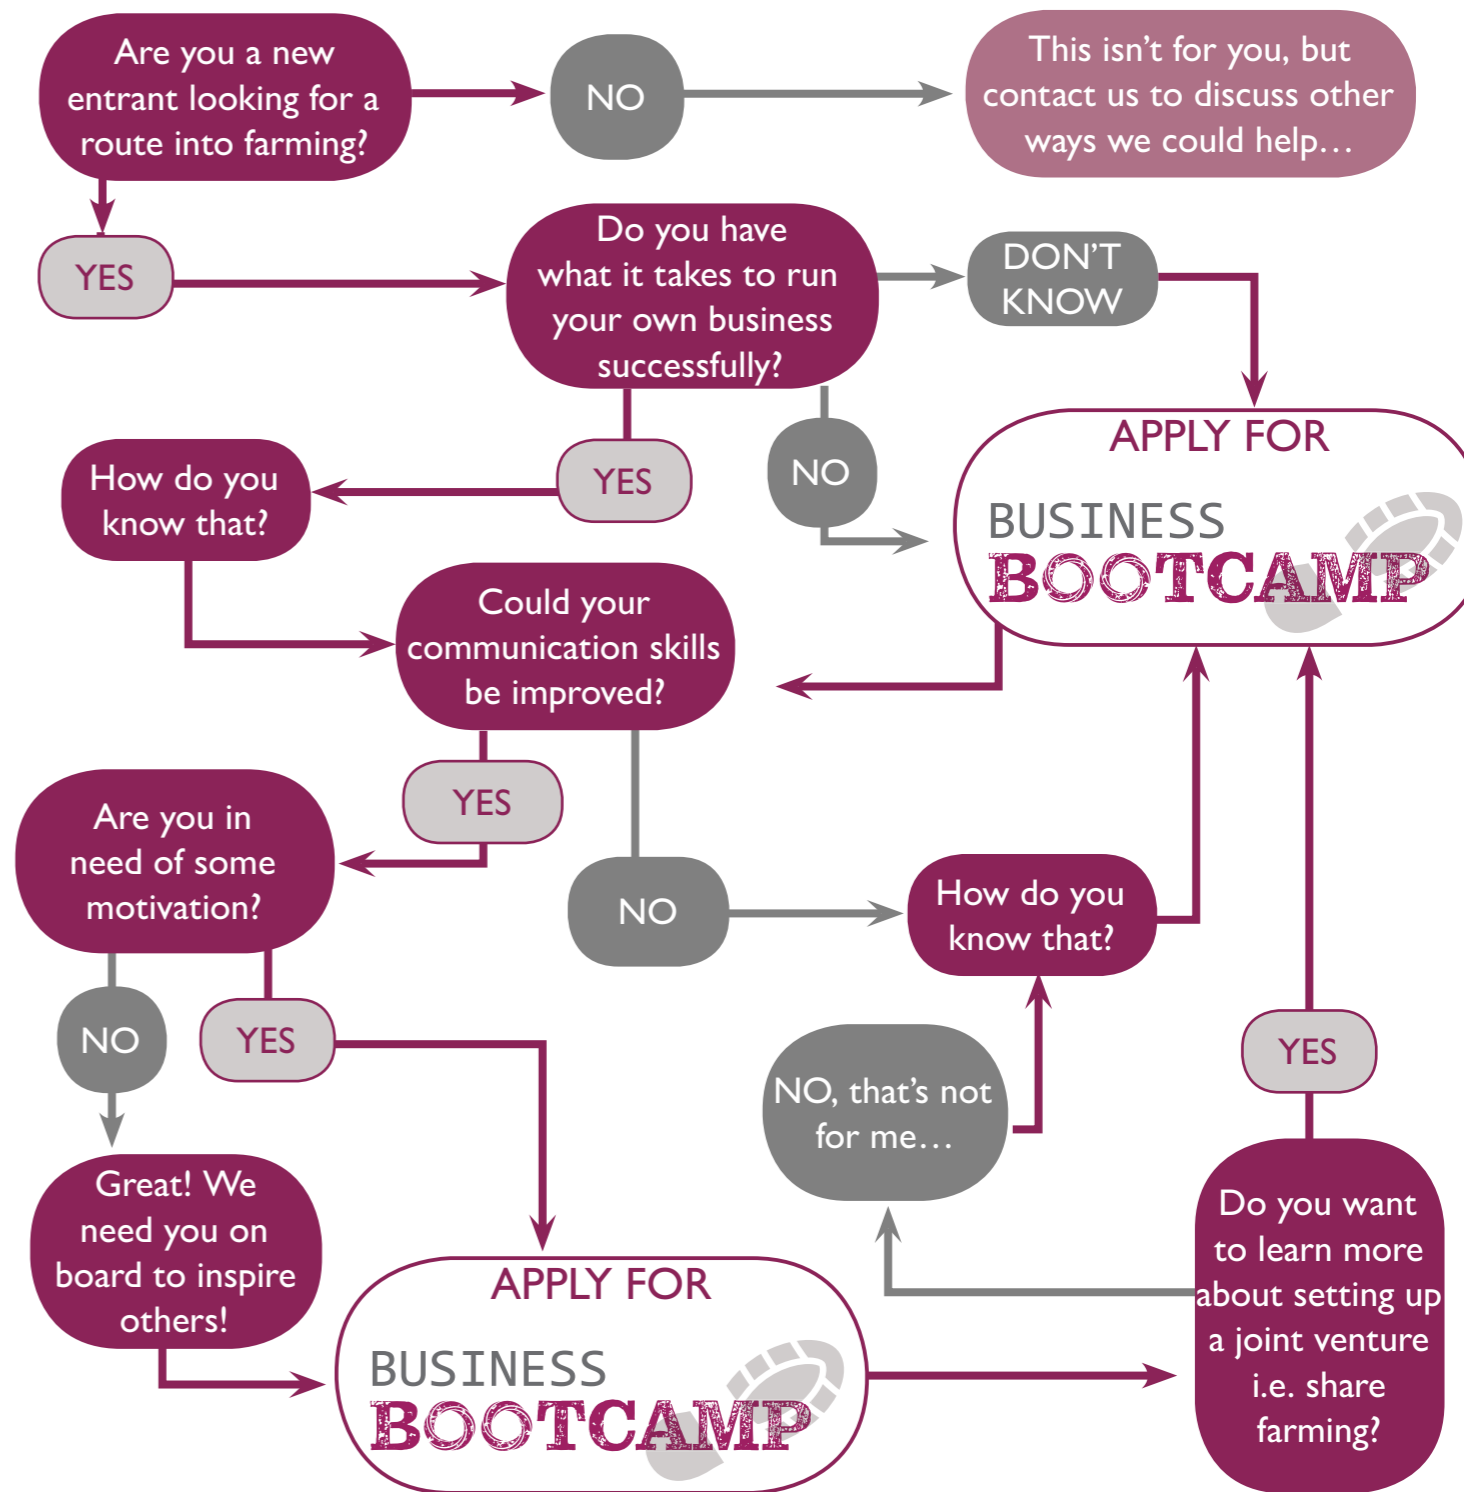 Are you a new
entrant looking for a
route into farming?
NO
This isn't for you, but
contact us to discuss other
ways we could help…
YES
Do you have
what it takes to run
your own business
successfully?
DON'T
KNOW
YES
NO
APPLY FOR
BUSINESS
BOOTCAMP
How do you
know that?
Could your
communication skills
be improved?
YES
NO
Are you in
need of some
motivation?
How do you
know that?
NO
YES
NO, that's not
for me…
YES
Great! We
need you on
board to inspire
others!
APPLY FOR
BUSINESS
BOOTCAMP
Do you want
to learn more
about setting up
a joint venture
i.e. share
farming?